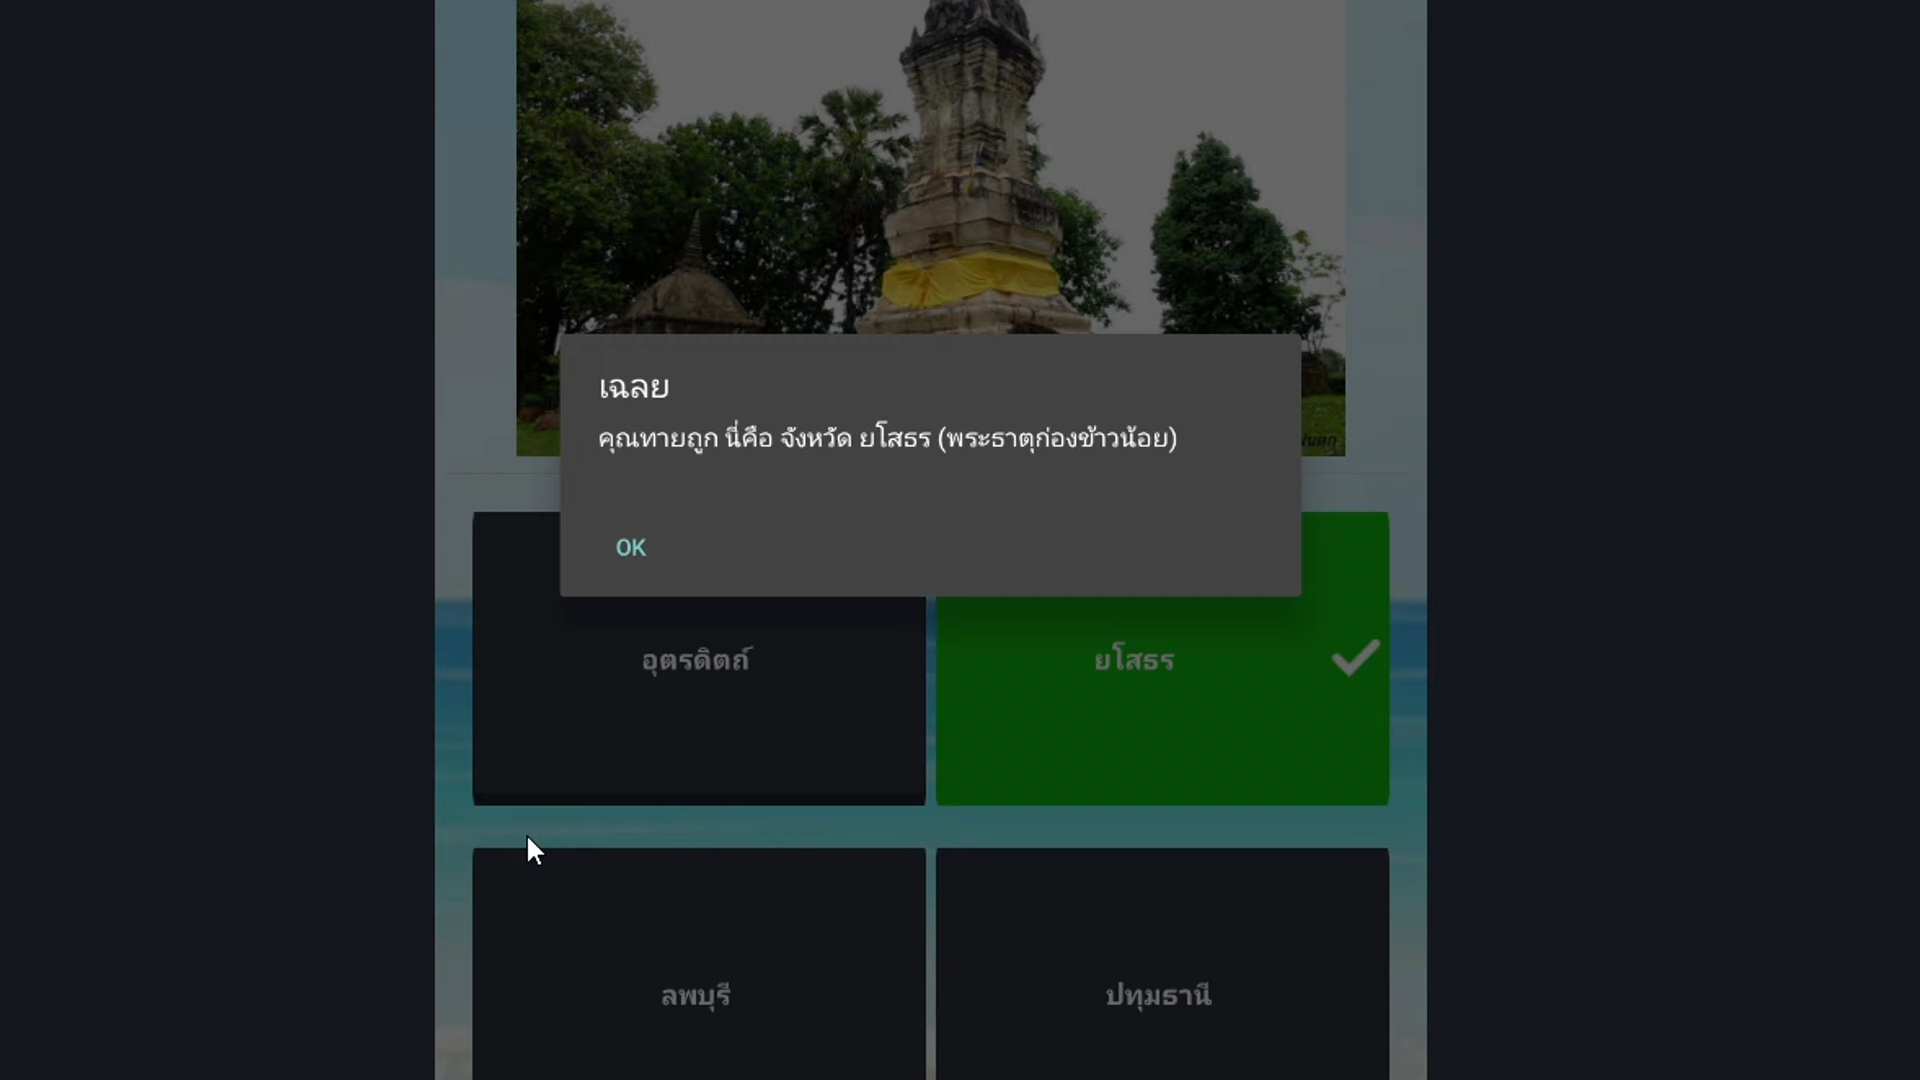 เฉลย
คุณทายถูก นี่คือ จังหวัด ยโสธร (พระธาตุก่องข้าวน้อย)
OK
อุตรดิตถ์
ยโสธร
ลพบุรี
ปทุมธานี